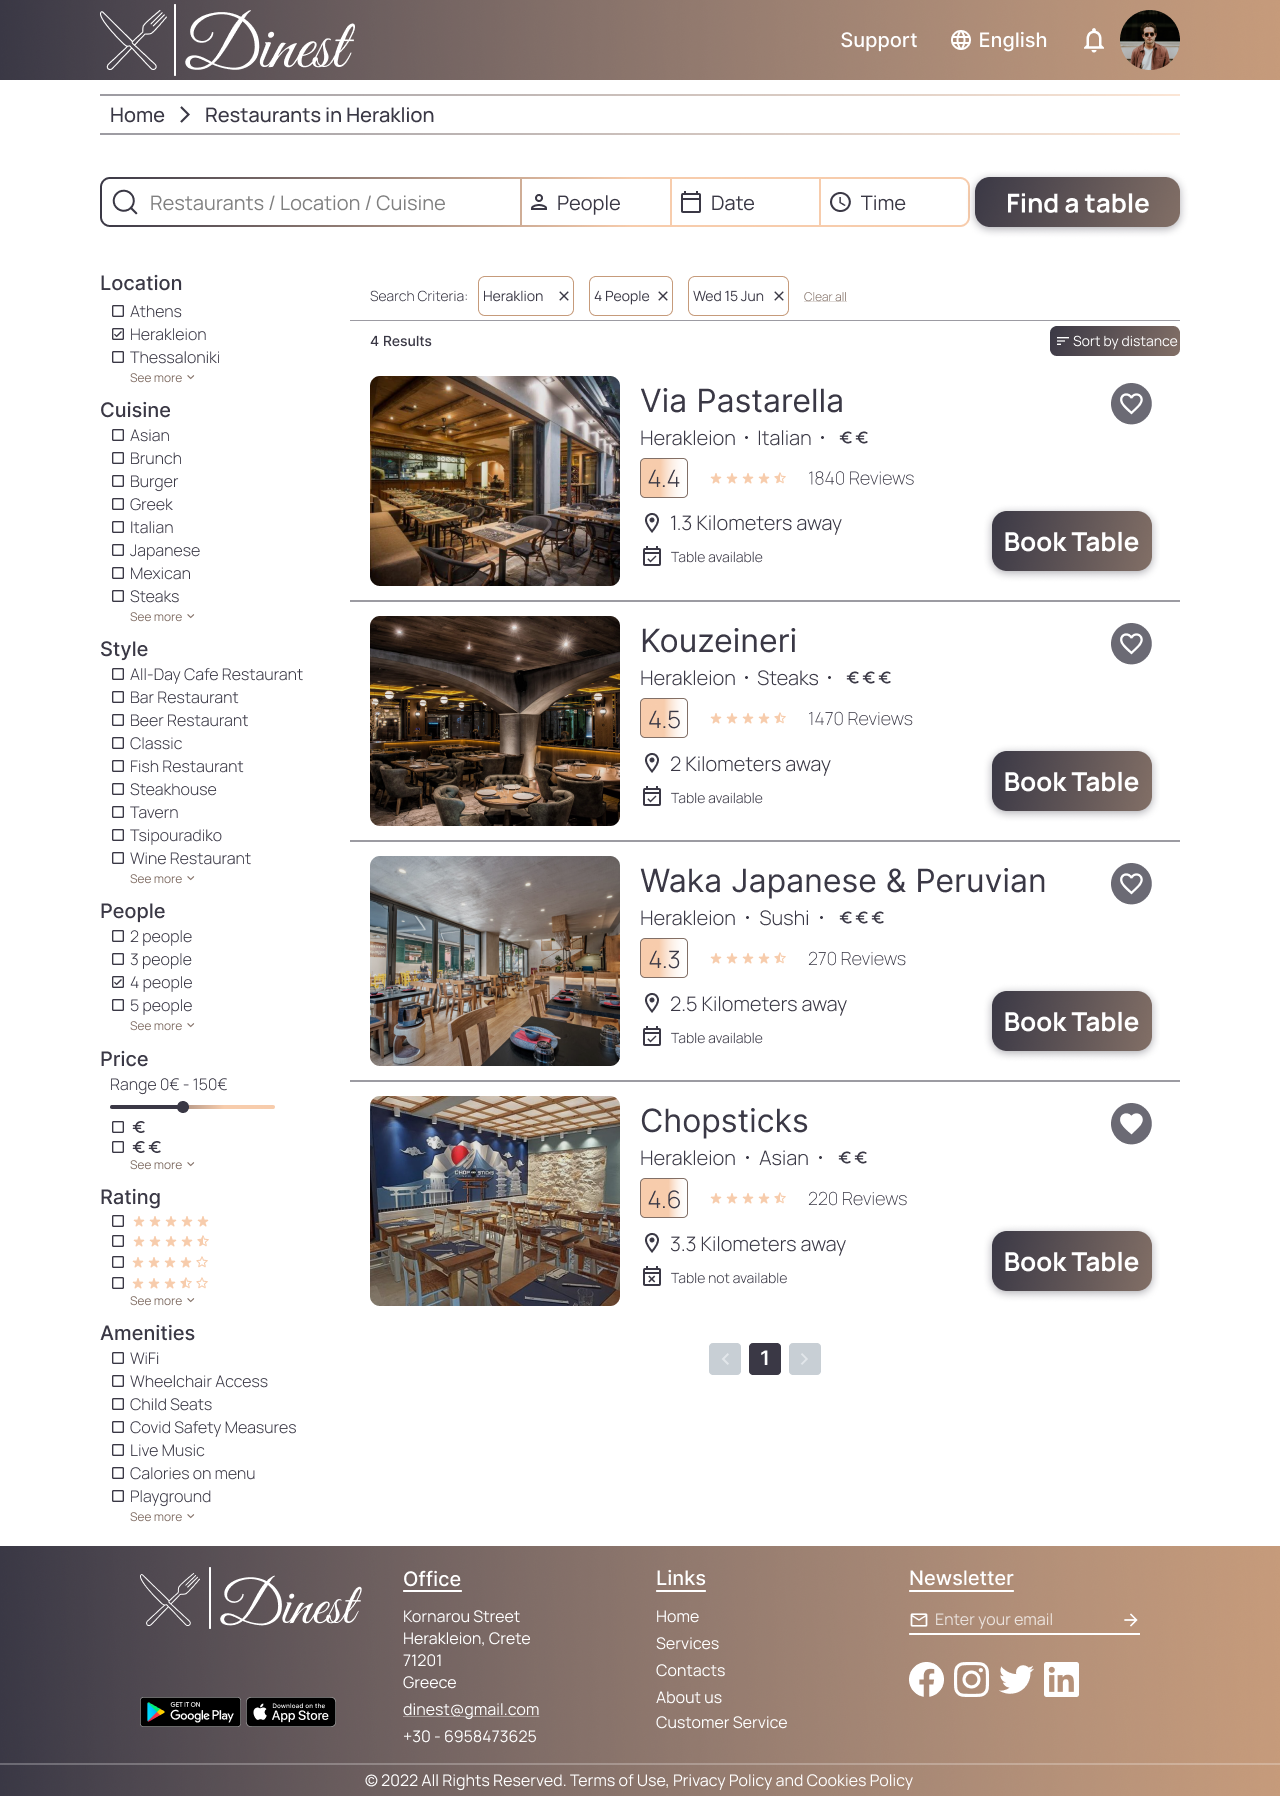 Dinest
Support
English
Home
Restaurants in Heraklion
Restaurants / Location / Cuisine
People
Date
Time
Find a table
Location
Athens
Herakleion
Thessaloniki
See more
Cuisine
Asian
Brunch
Burger
Greek
Italian
Japanese
Mexican
Steaks
See more
Style
All-Day Cafe Restaurant
Bar Restaurant
Beer Restaurant
Classic
Fish Restaurant
Steakhouse
Tavern
Tsipouradiko
Wine Restaurant
See more
People
2 people
3 people
4 people
5 people
See more
Price
Range 0€ - 150€
€
€ €
See more
Rating
See more
Amenities
WiFi
Wheelchair Access
Child Seats
Covid Safety Measures
Live Music
Calories on menu
Playground
See more
Search Criteria:
Heraklion
4 People
Wed 15 Jun
Clear all
4 Results
Sort by distance
Via Pastarella
Herakleion · Italian · € €
4.4
1840 Reviews
1.3 Kilometers away
Table available
Book Table
Kouzeineri
Herakleion · Steaks · € € €
4.5
1470 Reviews
2 Kilometers away
Table available
Book Table
Waka Japanese & Peruvian
Herakleion · Sushi · € € €
4.3
270 Reviews
2.5 Kilometers away
Table available
Book Table
CHOP STICKS
Chopsticks
Herakleion · Asian · € €
4.6
220 Reviews
3.3 Kilometers away
Table not available
Book Table
1
Dinest
GET IT ON
Google Play
Download on the
App Store
Office
Kornarou Street
Herakleion, Crete
71201
Greece
dinest@gmail.com
+30 - 6958473625
Links
Home
Services
Contacts
About us
Customer Service
Newsletter
Enter your email
© 2022 All Rights Reserved. Terms of Use, Privacy Policy and Cookies Policy